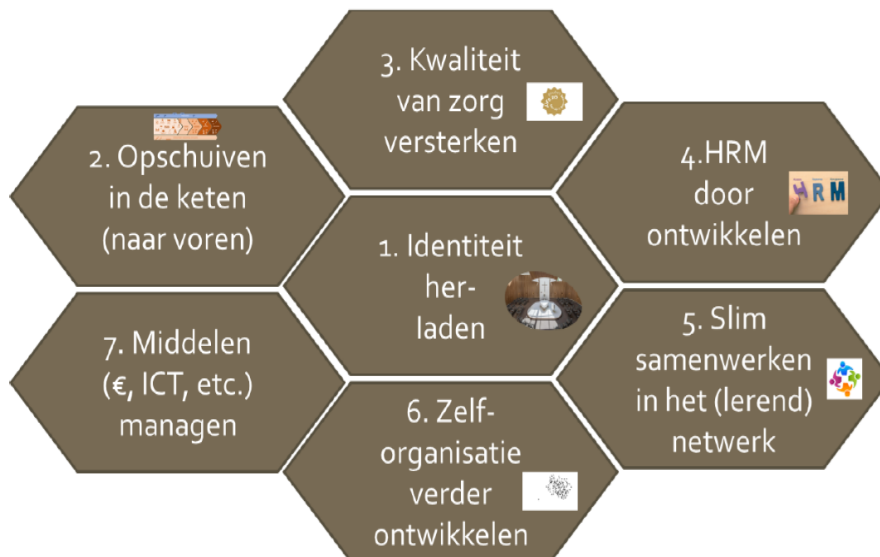 1. Identiteit
her-
laden
2. Opschuiven
in de keten
(naar voren)
3. Kwaliteit
van zorg
versterken
4.HRM
door
ontwikkelen
HRM
5. Slim
samenwerken
in het (lerend)
netwerk
6. Zelf-
organisatie
verder
ontwikkelen
7. Middelen
(€, ICT, etc.)
managen